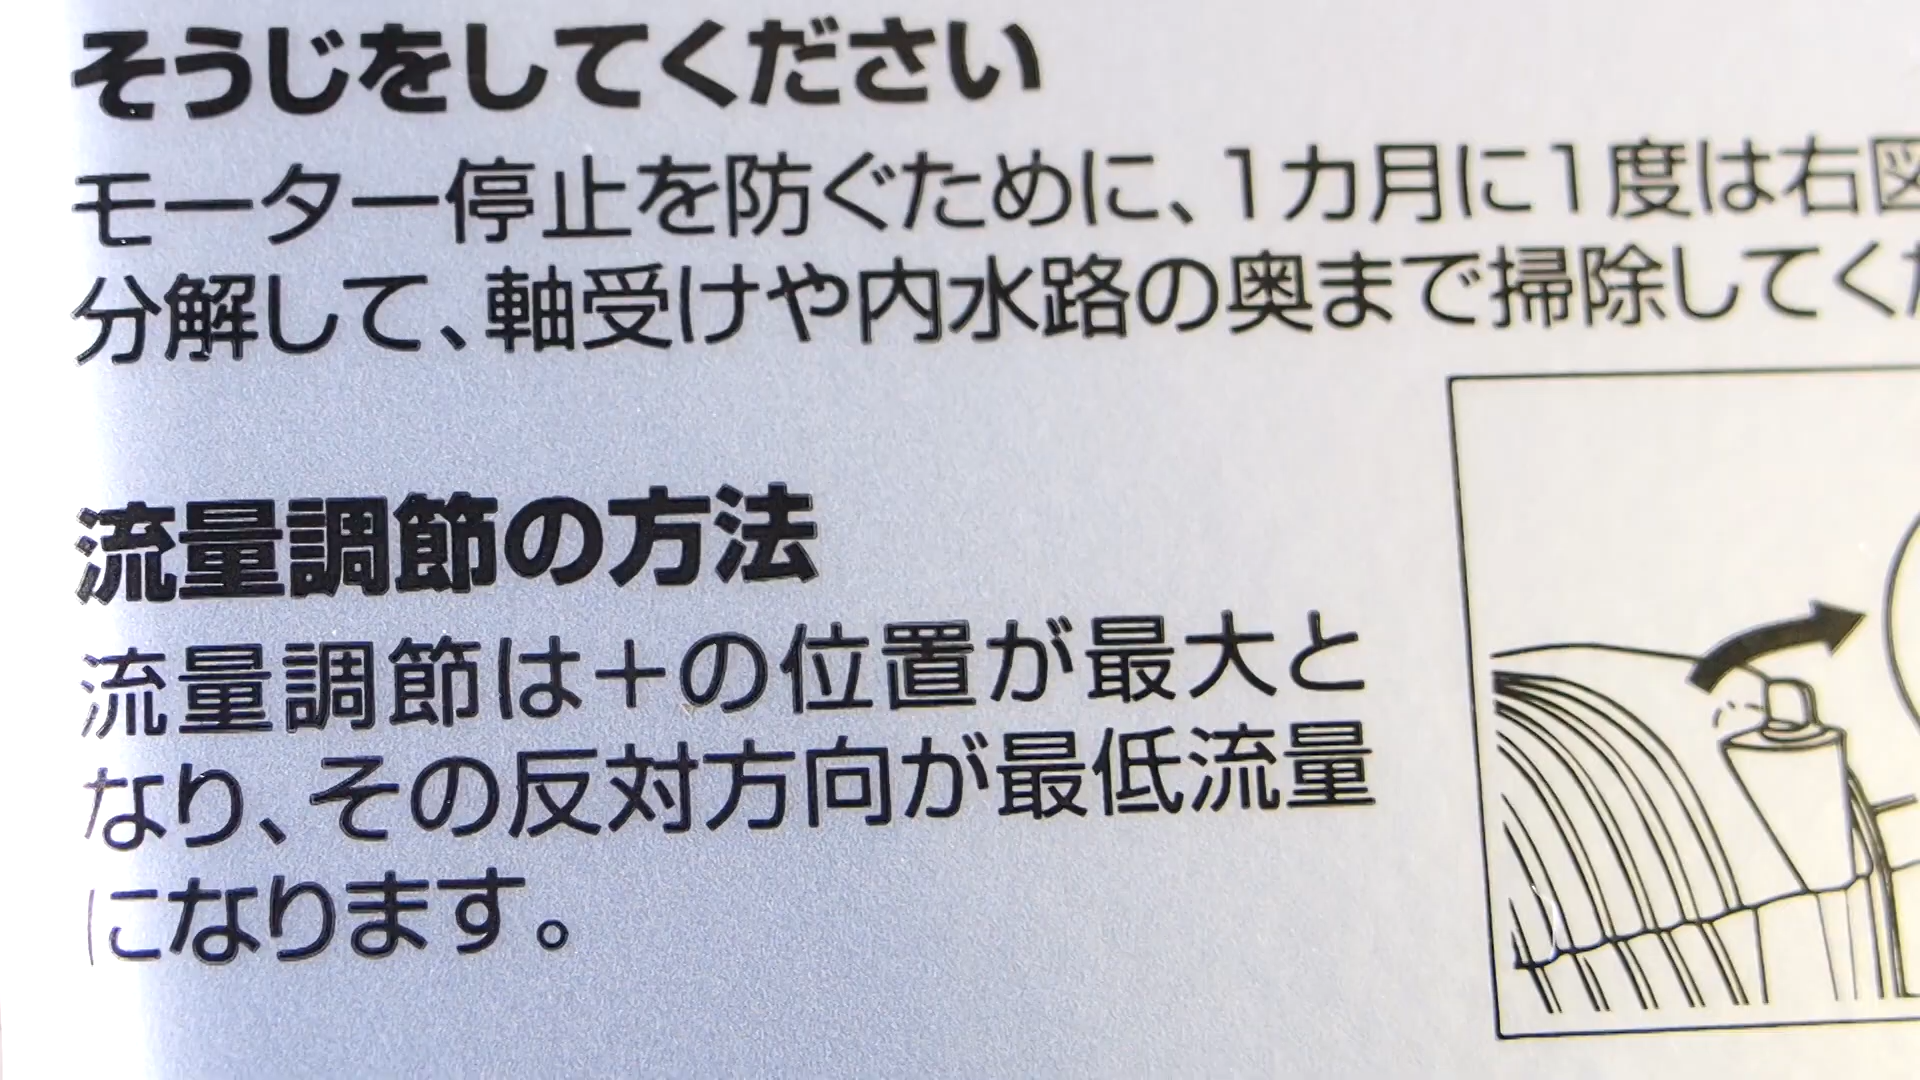 そうじをしてください
モーター停止を防ぐために、1カ月に1度は右図
分解して、軸受けや内水路の奥まで掃除してくだ
流量調節の方法
流量調節は+の位置が最大と
なり、その反対方向が最低流量
になります。